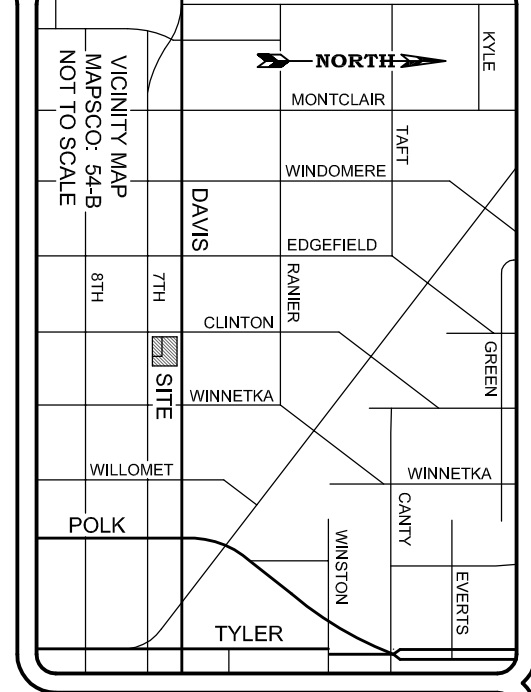 KYLE
NORTH
MONTCLAIR
TAFT
VICINITY MAP
MAPSCO: 54-B
NOT TO SCALE
WINDOMERE
DAVIS
EDGEFIELD
RANIER
8TH
7TH
CLINTON
GREEN
SITE
WINNETKA
WILLOMET
WINNETKA
CANTY
POLK
WINSTON
EVERTS
TYLER